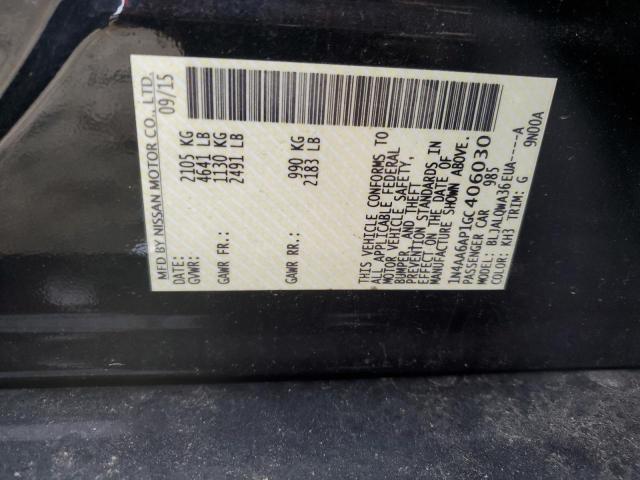 MFD BY NISSAN MOTOR CO., LTD.
DATE: 09/15
GVWR: 2105 KG
4641 LB
GAWR FR: 1130 KG
2491 LB
GAWR RR: 990 KG
2183 LB
THIS VEHICLE CONFORMS TO
ALL APPLICABLE FEDERAL
MOTOR VEHICLE SAFETY,
BUMPER, AND THEFT
PREVENTION STANDARDS IN
EFFECT ON THE DATE OF
MANUFACTURE SHOWN ABOVE.
1N4AA6AP1GC406030
PASSENGER CAR 985
MODEL: BLJALQWA36EUA----A
COLOR: KH3 TRIM: G 9N00A